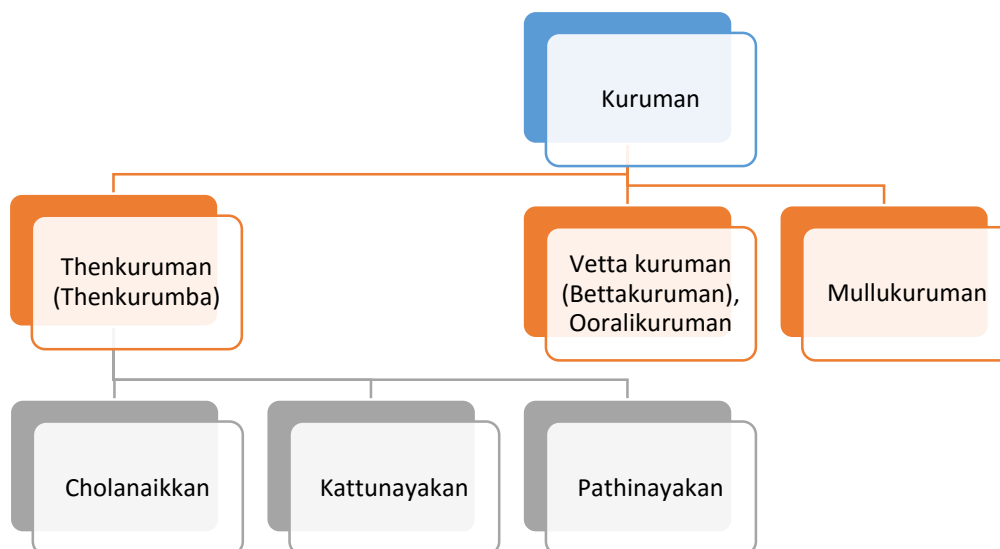 Kuruman
Thenkuruman
(Thenkurumba)
Vetta kuruman
(Bettakuruman),
Ooralikuruman
Mullukuruman
Cholanaikkan
Kattunayakan
Pathinayakan